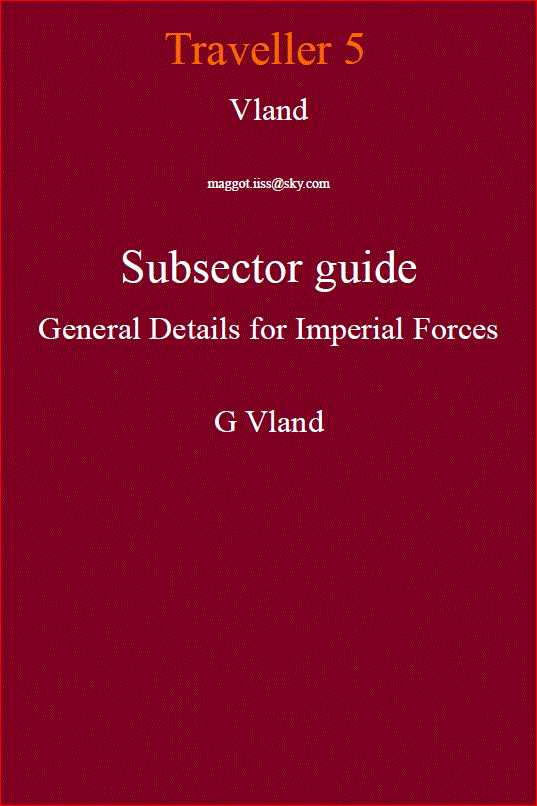 Traveller 5
Vland
maggot.iiss@sky.com
Subsector guide
General Details for Imperial Forces
G Vland